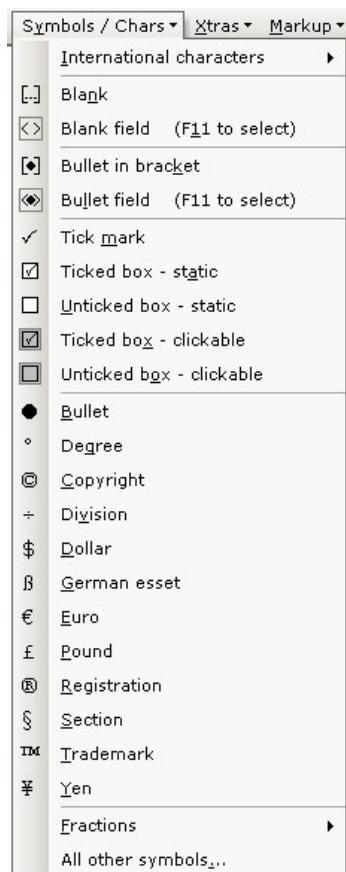 Symbols / Chars ▾ Xtras ▾ Markup ▾
International characters ▸
[...] Blank
<> Blank field (F11 to select)
[◆] Bullet in bracket
<◆> Bullet field (F11 to select)
✓ Tick mark
☑ Ticked box - static
☐ Unticked box - static
☑ Ticked box - clickable
☐ Unticked box - clickable
● Bullet
° Degree
© Copyright
÷ Division
$ Dollar
ß German esset
€ Euro
£ Pound
® Registration
§ Section
™ Trademark
¥ Yen
Fractions ▸
All other symbols...